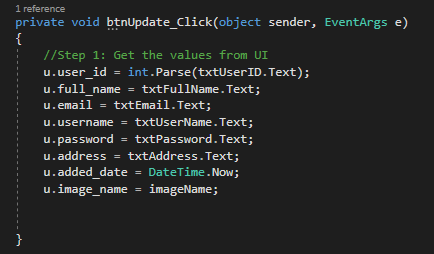 1 reference
private void btnUpdate_Click(object sender, EventArgs e)
{
//Step 1: Get the values from UI
u.user_id = int.Parse(txtUserID.Text);
u.full_name = txtFullName.Text;
u.email = txtEmail.Text;
u.username = txtUserName.Text;
u.password = txtPassword.Text;
u.address = txtAddress.Text;
u.added_date = DateTime.Now;
u.image_name = imageName;
}